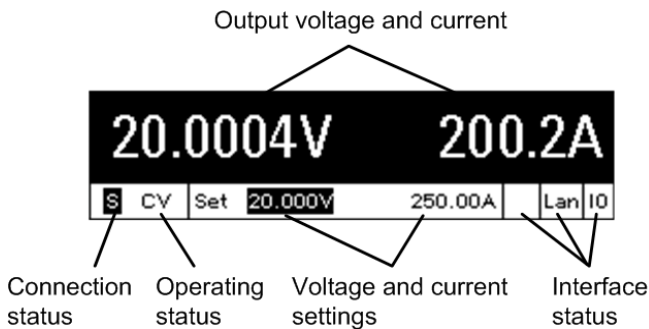 Output voltage and current
20.0004V 200.2A
S CV Set 20.000V 250.00A Lan IO
Connection status
Operating status
Voltage and current settings
Interface status